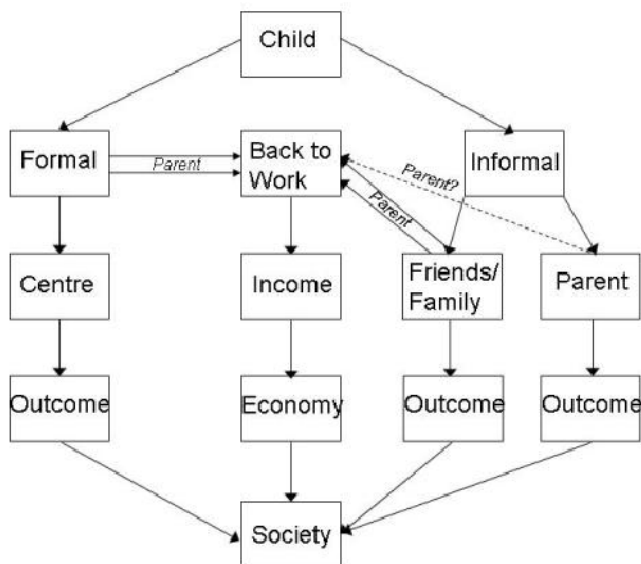 Child
Formal
Parent
Back to
Work
Parent?
Informal
Parent
Centre
Income
Friends/
Family
Parent
Outcome
Economy
Outcome
Outcome
Society